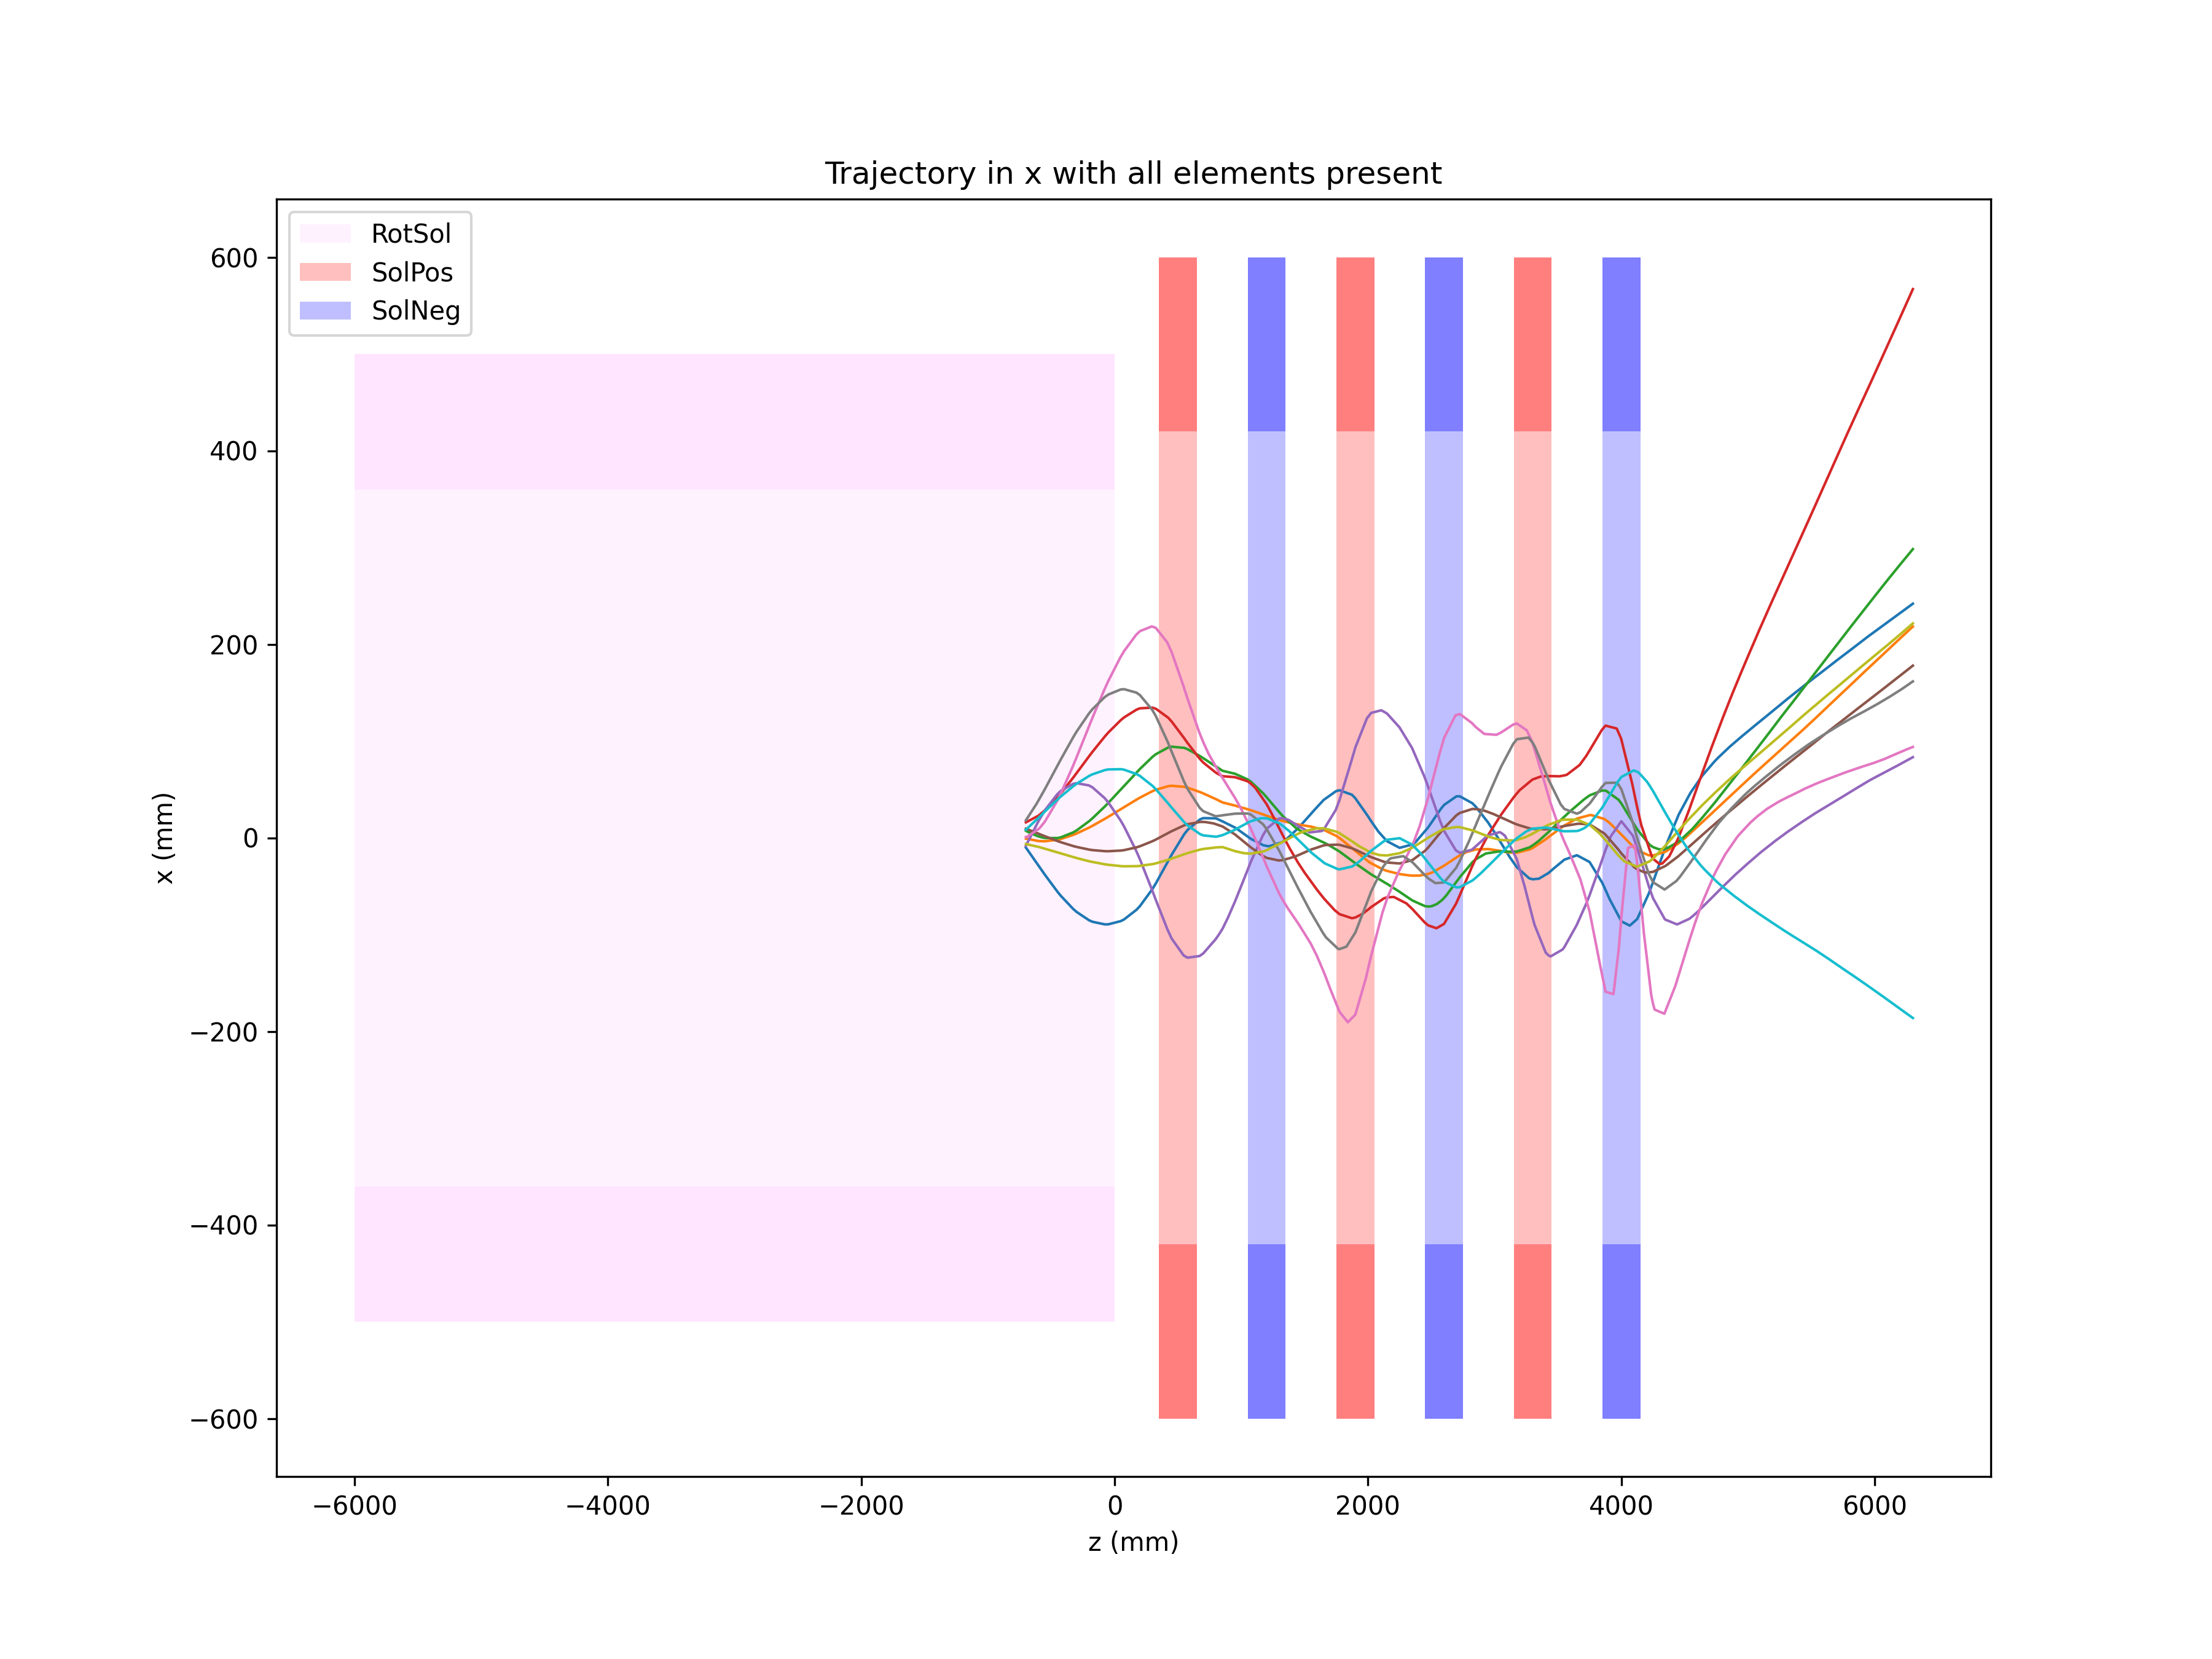 Trajectory in x with all elements present
RotSol
SolPos
SolNeg
600
400
200
0
−200
−400
−600
x (mm)
−6000 −4000 −2000 0 2000 4000 6000
z (mm)